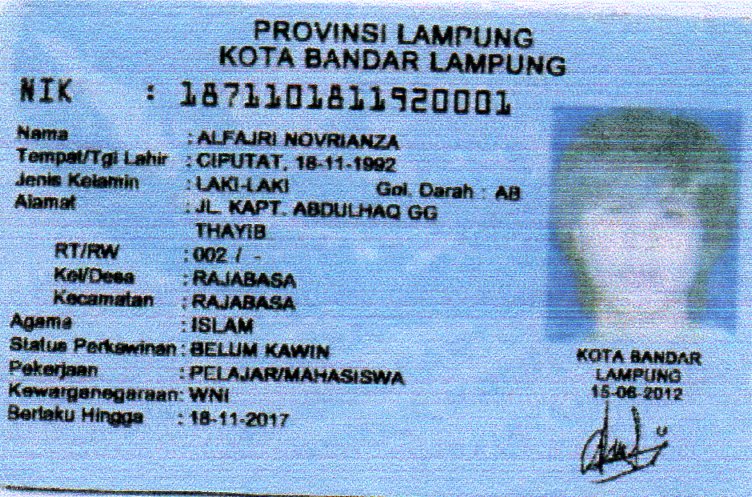 PROVINSI LAMPUNG
KOTA BANDAR LAMPUNG
NIK : 1871101811920001
Nama : ALFAJRI NOVRIANZA
Tempat/Tgl Lahir : CIPUTAT, 18-11-1992
Jenis Kelamin : LAKI-LAKI Gol. Darah : AB
Alamat : JL. KAPT. ABDULHAQ GG
THAYIB
RT/RW : 002 / -
Kel/Desa : RAJABASA
Kecamatan : RAJABASA
Agama : ISLAM
Status Perkawinan : BELUM KAWIN
Pekerjaan : PELAJAR/MAHASISWA
Kewarganegaraan: WNI
Berlaku Hingga : 18-11-2017
KOTA BANDAR
LAMPUNG
15-06-2012